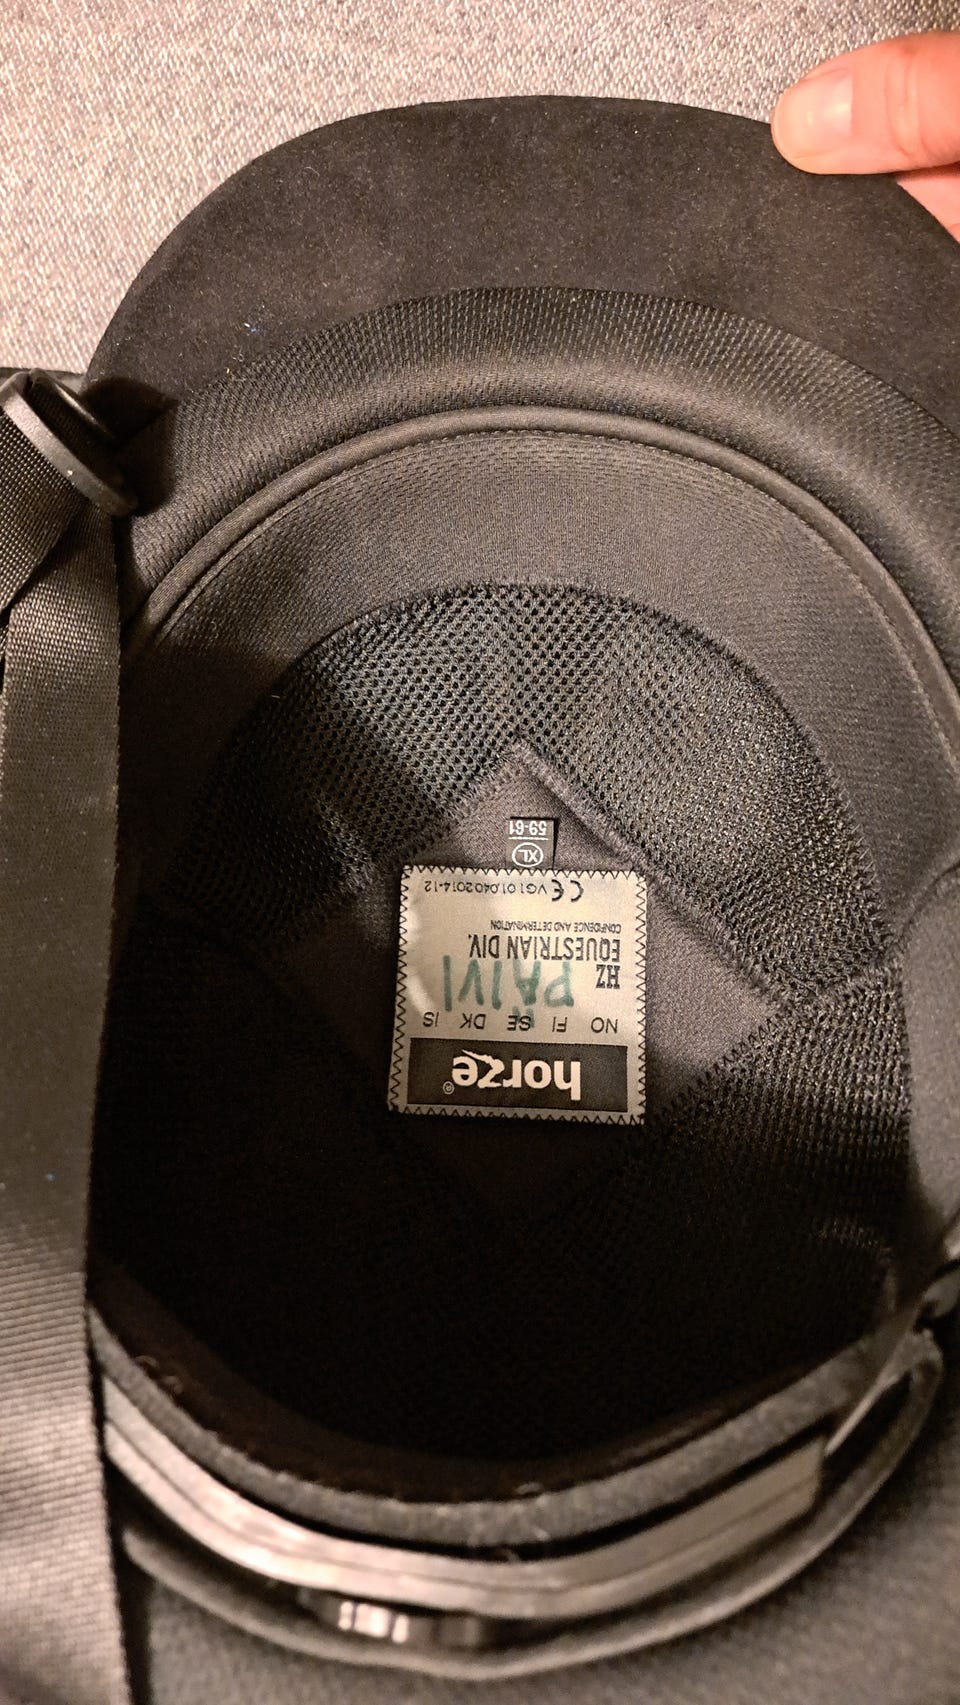 horze®
NO FI SE DK IS
PAIVI
HZ EQUESTRIAN DIV.
CONFIDENCE AND DETERMINATION
CE VG1 01.040 2014-12
XL
59-61